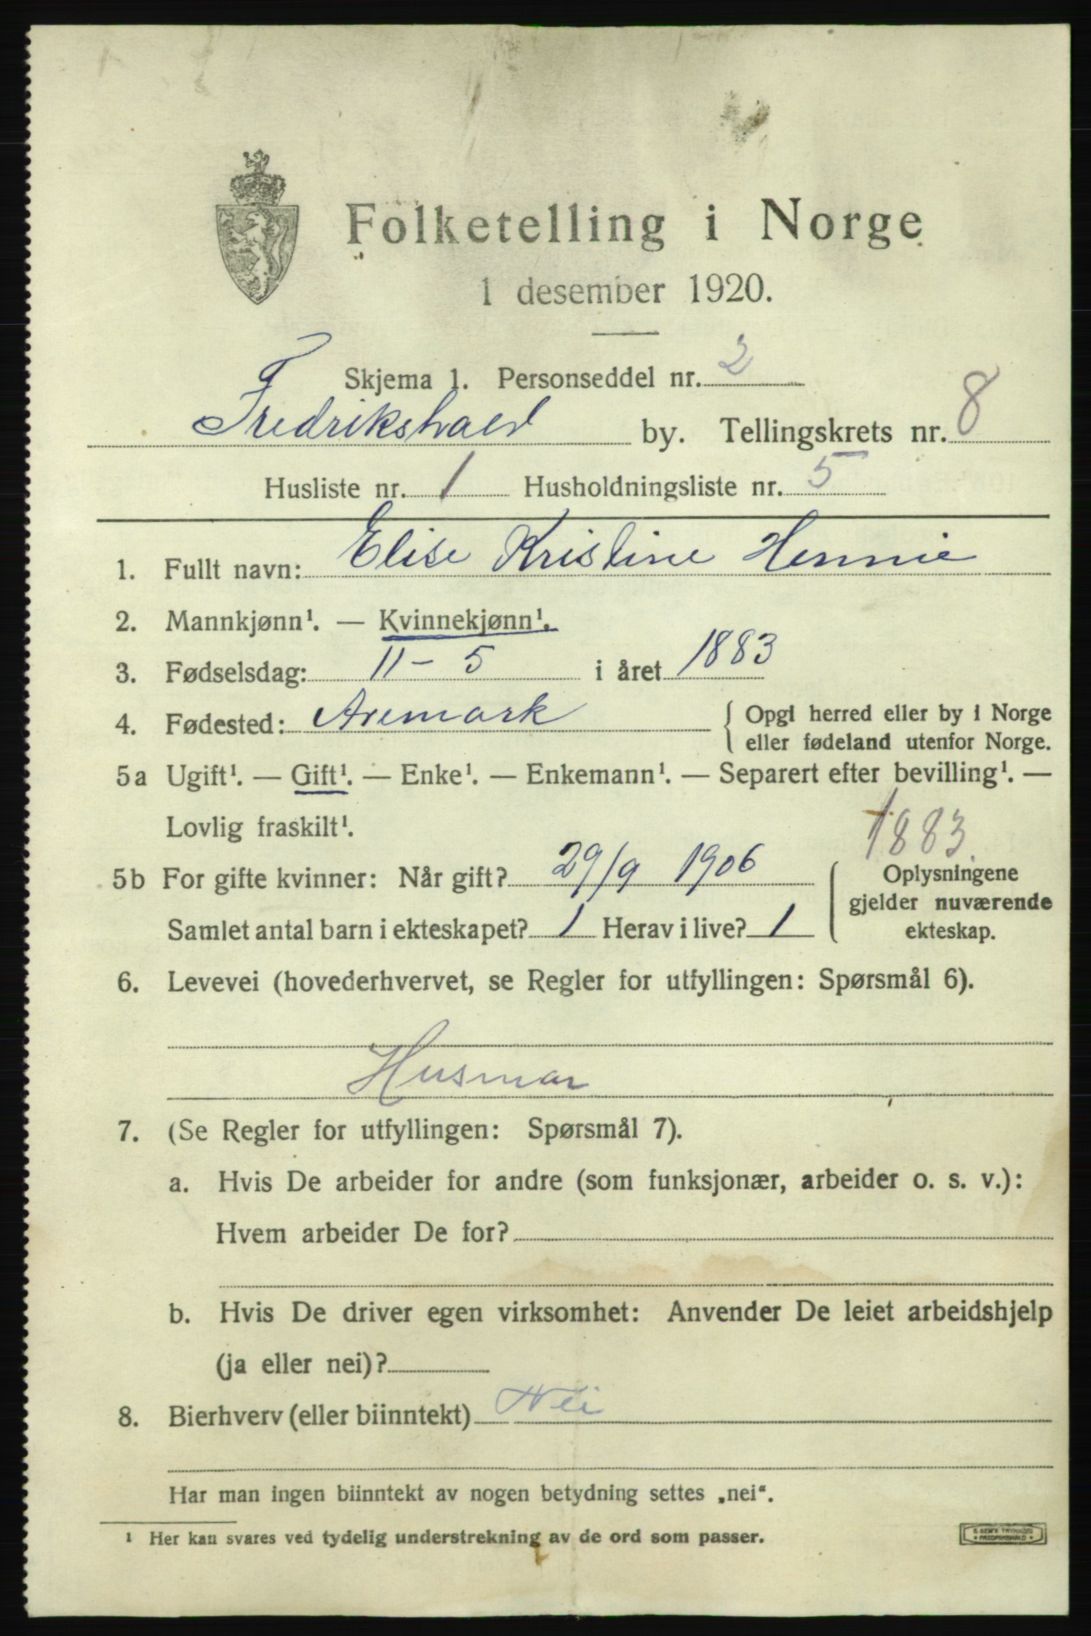 Folketelling i Norge
1 desember 1920.
Skjema 1. Personseddel nr. 2
Fredrikshald by. Tellingskrets nr. 8
Husliste nr. 1 Husholdningsliste nr. 5
1. Fullt navn: Elise Kristine Hennie
2. Mannkjønn¹. — Kvinnekjønn¹.
3. Fødselsdag: 11-5 i året 1883
4. Fødested: Aremark { Opgi herred eller by i Norge
eller fødeland utenfor Norge.
5a Ugift¹. — Gift¹. — Enke¹. — Enkemann¹. — Separert efter bevilling¹. —
Lovlig fraskilt¹.
1883
5b For gifte kvinner: Når gift? 29/9 1906
Samlet antal barn i ekteskapet? 1 Herav i live? 1
{ Oplysningene
gjelder nuværende
ekteskap.
6. Levevei (hovederhvervet, se Regler for utfyllingen: Spørsmål 6).
Husmor
7. (Se Regler for utfyllingen: Spørsmål 7).
a. Hvis De arbeider for andre (som funksjonær, arbeider o. s. v.):
Hvem arbeider De for?
b. Hvis De driver egen virksomhet: Anvender De leiet arbeidshjelp
(ja eller nei)?
8. Bierhverv (eller biinntekt) Nei
Har man ingen biinntekt av nogen betydning settes „nei“.
¹ Her kan svares ved tydelig understrekning av de ord som passer.